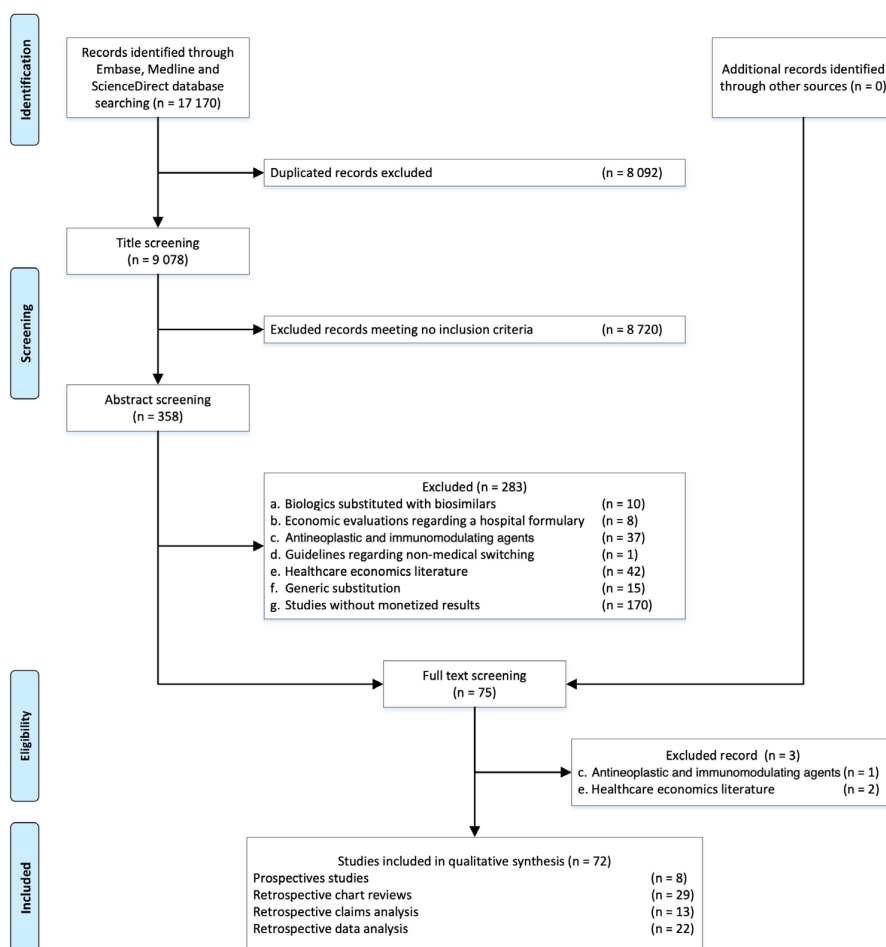 Identification
Records identified through
Embase, Medline and
ScienceDirect database
searching (n = 17 170)
Additional records identified
through other sources (n = 0)
Duplicated records excluded (n = 8 092)
Screening
Title screening
(n = 9 078)
Excluded records meeting no inclusion criteria (n = 8 720)
Abstract screening
(n = 358)
Excluded (n = 283)
a. Biologics substituted with biosimilars (n = 10)
b. Economic evaluations regarding a hospital formulary (n = 8)
c. Antineoplastic and immunomodulating agents (n = 37)
d. Guidelines regarding non-medical switching (n = 1)
e. Healthcare economics literature (n = 42)
f. Generic substitution (n = 15)
g. Studies without monetized results (n = 170)
Eligibility
Full text screening
(n = 75)
Excluded record (n = 3)
c. Antineoplastic and immunomodulating agents (n = 1)
e. Healthcare economics literature (n = 2)
Included
Studies included in qualitative synthesis (n = 72)
Prospectives studies (n = 8)
Retrospective chart reviews (n = 29)
Retrospective claims analysis (n = 13)
Retrospective data analysis (n = 22)